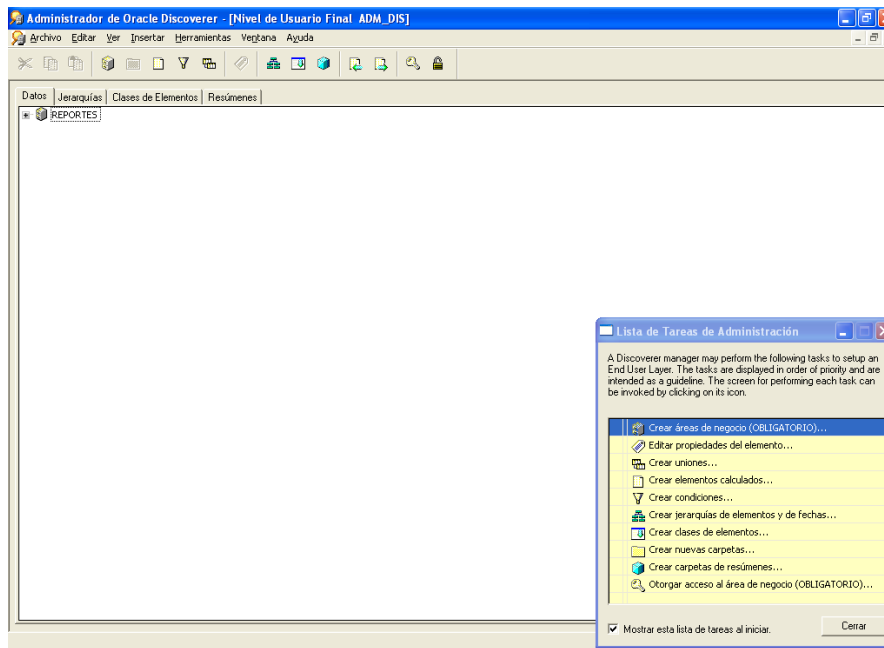 Administrador de Oracle Discoverer - [Nivel de Usuario Final ADM_DIS]
Archivo Editar Ver Insertar Herramientas Ventana Ayuda
Datos Jerarquías Clases de Elementos Resúmenes
REPORTES
Lista de Tareas de Administración
A Discoverer manager may perform the following tasks to setup an
End User Layer. The tasks are displayed in order of priority and are
intended as a guideline. The screen for performing each task can
be invoked by clicking on its icon.
Crear áreas de negocio (OBLIGATORIO)...
Editar propiedades del elemento...
Crear uniones...
Crear elementos calculados...
Crear condiciones...
Crear jerarquías de elementos y de fechas...
Crear clases de elementos...
Crear nuevas carpetas...
Crear carpetas de resúmenes...
Otorgar acceso al área de negocio (OBLIGATORIO)...
Mostrar esta lista de tareas al iniciar.
Cerrar